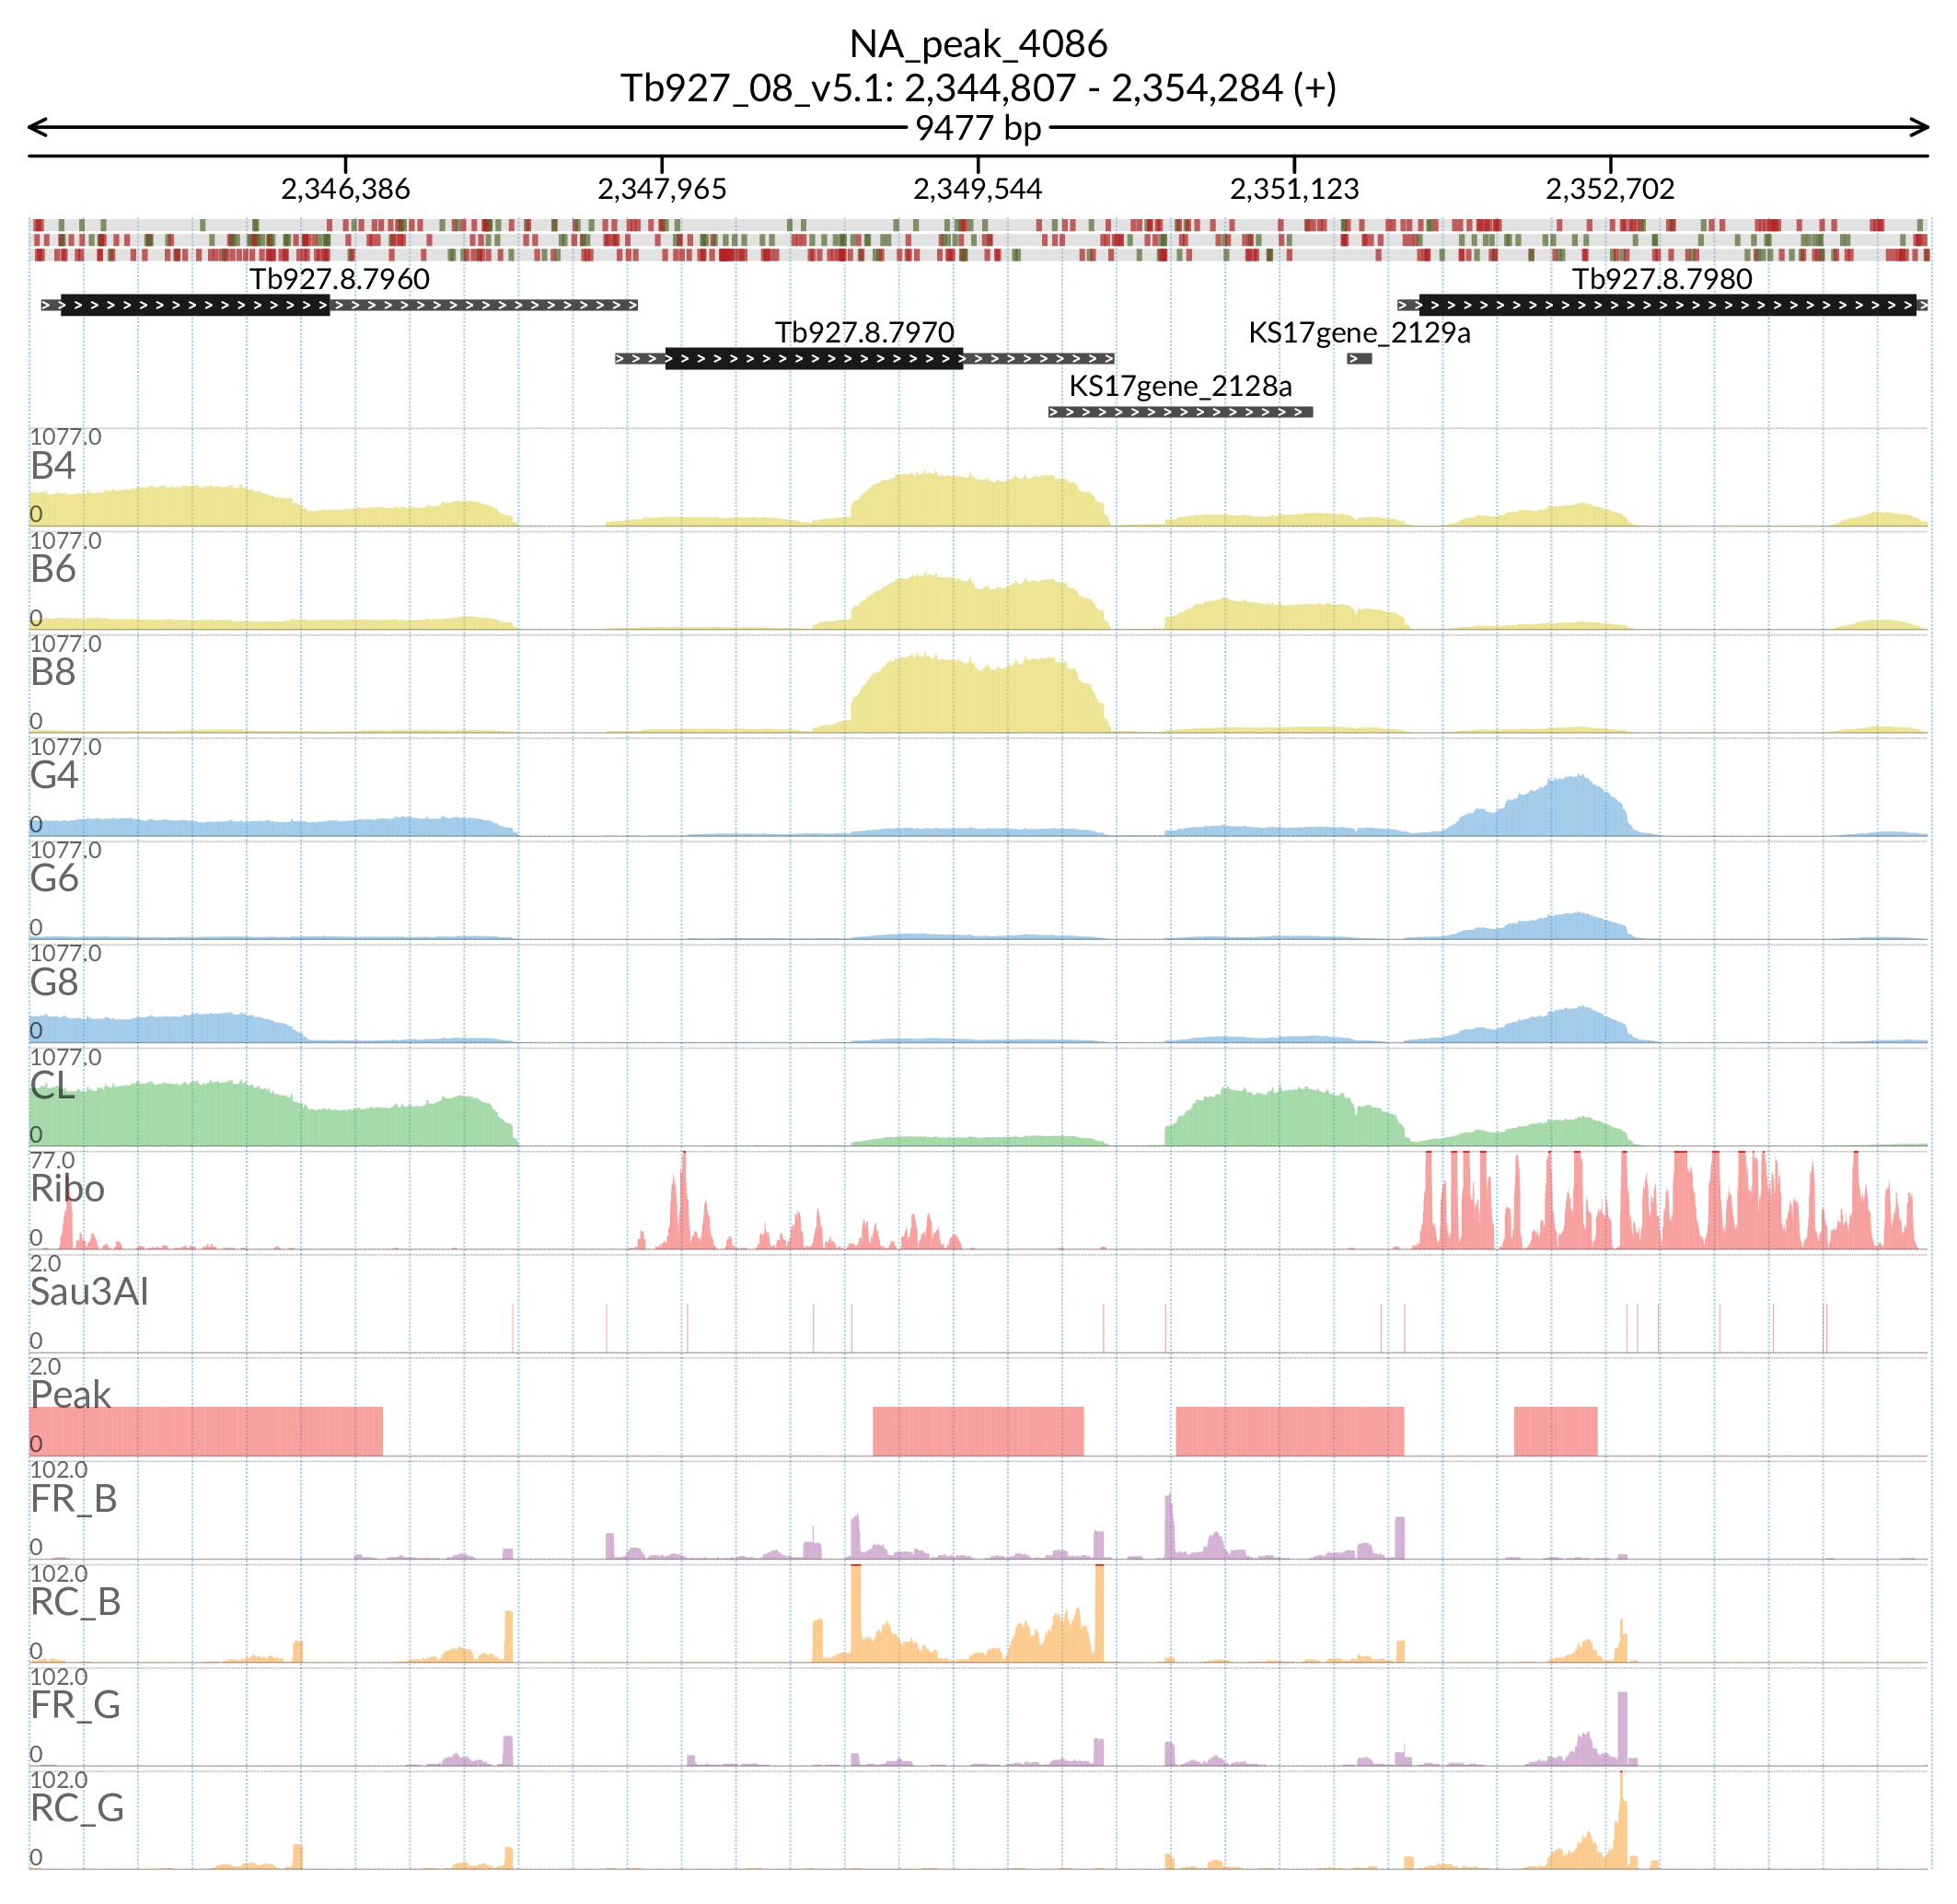 NA_peak_4086
Tb927_08_v5.1: 2,344,807 - 2,354,284 (+)
9477 bp
2,346,386 2,347,965 2,349,544 2,351,123 2,352,702
Tb927.8.7960 Tb927.8.7980
Tb927.8.7970 KS17gene_2129a
KS17gene_2128a
1077.0
B4
0
1077.0
B6
0
1077.0
B8
0
1077.0
G4
0
1077.0
G6
0
1077.0
G8
0
1077.0
CL
0
77.0
Ribo
0
2.0
Sau3AI
0
2.0
Peak
0
102.0
FR_B
0
102.0
RC_B
0
102.0
FR_G
0
102.0
RC_G
0